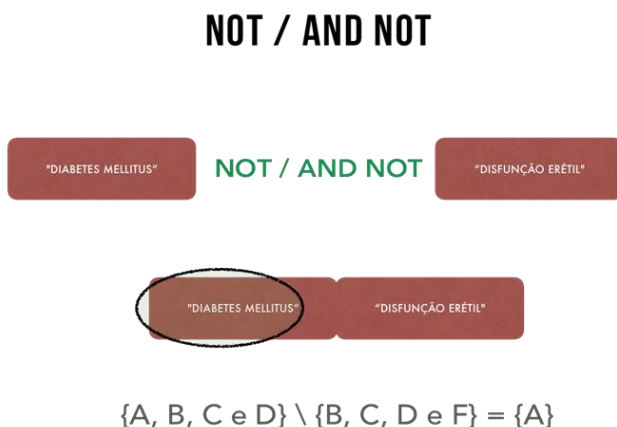 NOT / AND NOT
"DIABETES MELLITUS"
NOT / AND NOT
"DISFUNÇÃO ERÉTIL"
"DIABETES MELLITUS"
"DISFUNÇÃO ERÉTIL"
{A, B, C e D} \ {B, C, D e F} = {A}